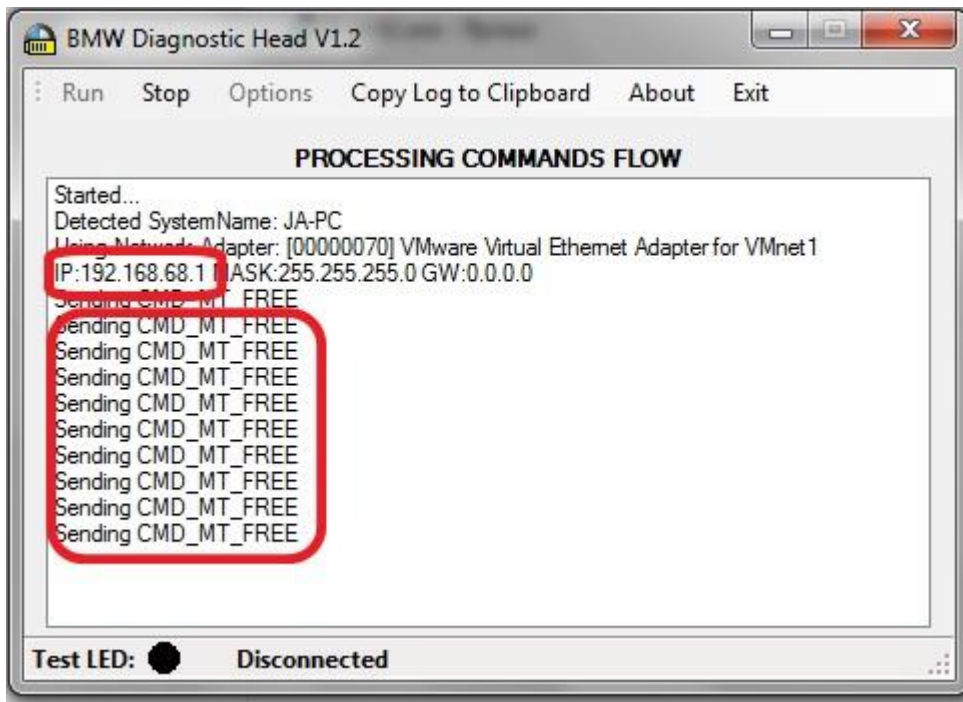 BMW Diagnostic Head V1.2
Run Stop Options Copy Log to Clipboard About Exit
PROCESSING COMMANDS FLOW
Started...
Detected SystemName: JA-PC
Using Network Adapter: [00000070] VMware Virtual Ethernet Adapter for VMnet1
IP:192.168.68.1 MASK:255.255.255.0 GW:0.0.0.0
Sending CMD_MT_FREE
Sending CMD_MT_FREE
Sending CMD_MT_FREE
Sending CMD_MT_FREE
Sending CMD_MT_FREE
Sending CMD_MT_FREE
Sending CMD_MT_FREE
Sending CMD_MT_FREE
Sending CMD_MT_FREE
Sending CMD_MT_FREE
Test LED: Disconnected